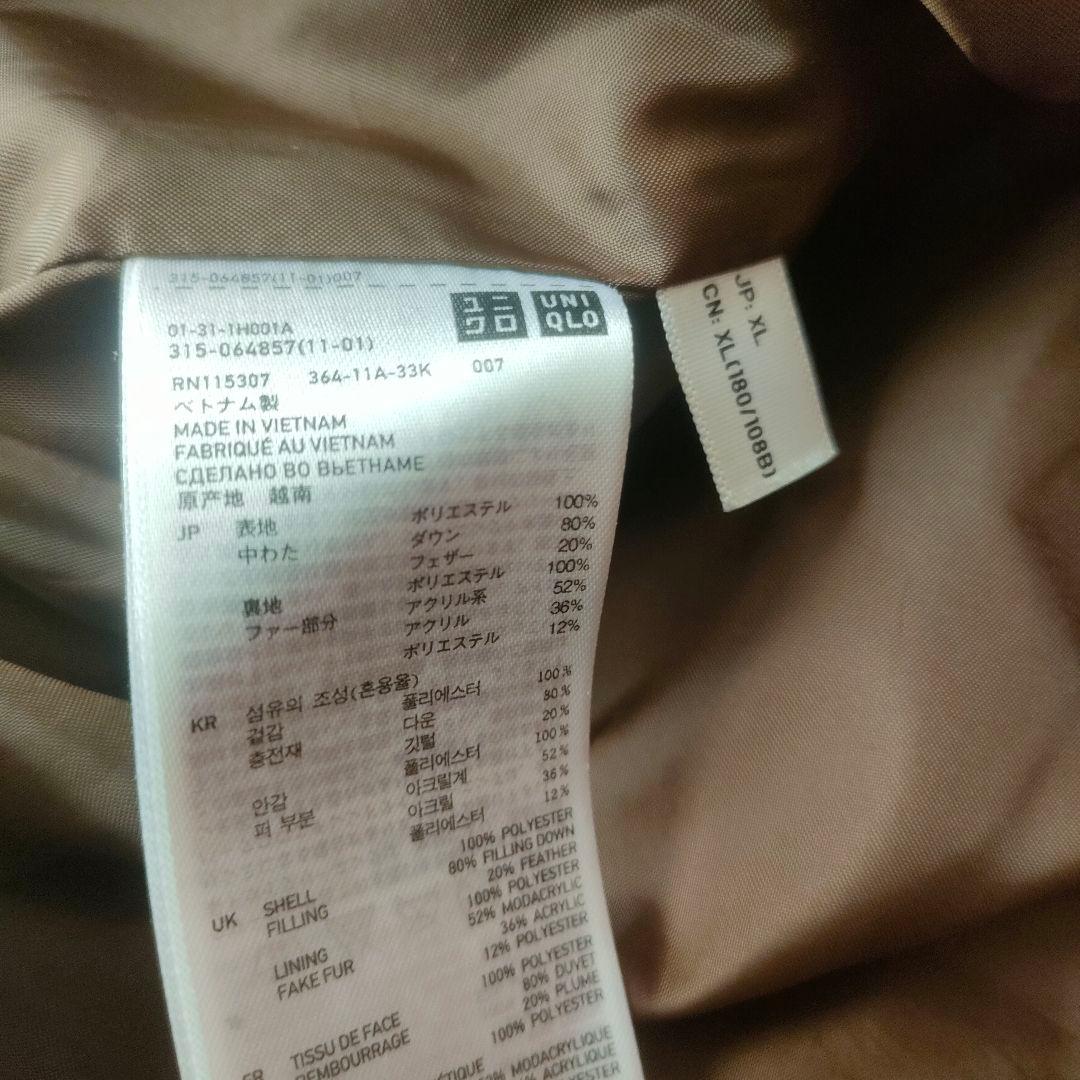 315-064857(11-01)007
ユニ クロ
UNI QLO
01-31-1H001A
315-064857(11-01)
RN115307 364-11A-33K 007
ベトナム製
MADE IN VIETNAM
FABRIQUÉ AU VIETNAM
СДЕЛАНО ВО ВЬЕТНАМЕ
原产地 越南
JP 表地 ポリエステル 100%
中わた ダウン 80%
フェザー 20%
裏地 ポリエステル 100%
ファー部分 アクリル系 52%
アクリル 36%
ポリエステル 12%
KR 섬유의 조성(혼용율)
겉감 폴리에스터 100%
충전재 다운 80%
깃털 20%
안감 폴리에스터 100%
퍼 부분 아크릴계 52%
아크릴 36%
폴리에스터 12%
UK SHELL 100% POLYESTER
FILLING 80% FILLING DOWN
20% FEATHER
LINING 100% POLYESTER
FAKE FUR 52% MODACRYLIC
36% ACRYLIC
12% POLYESTER
TISSU DE FACE 100% POLYESTER
REMBOURRAGE 80% DUVET
20% PLUME
100% POLYESTER
MODACRYLIQUE
ACRYLIQUE
JP: XL
CN: XL(180/108B)